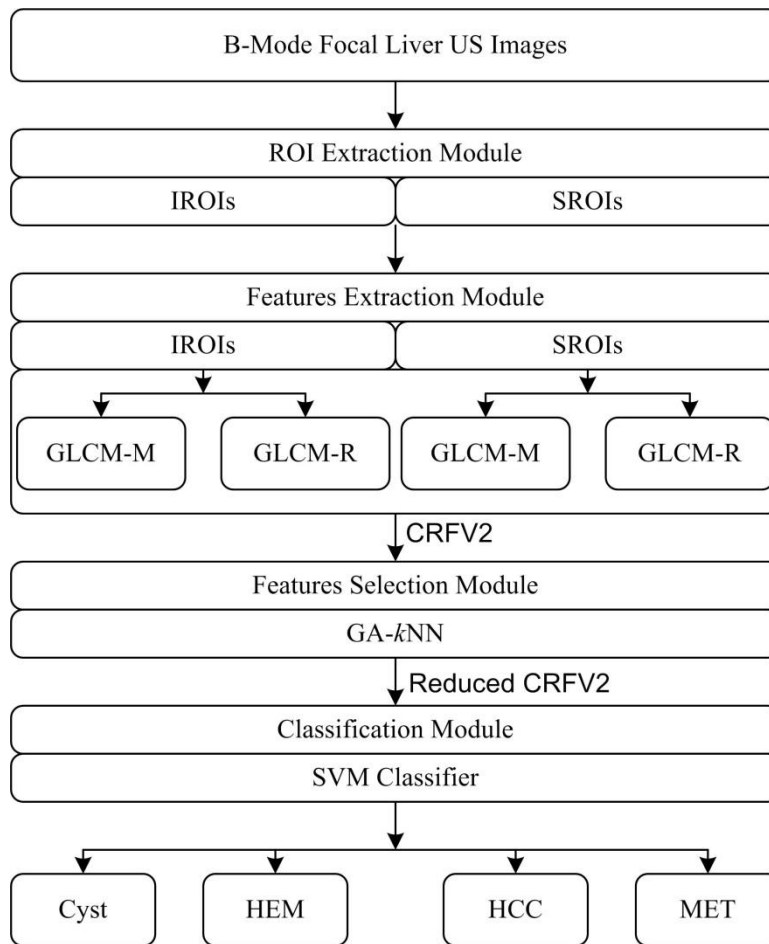 B-Mode Focal Liver US Images
ROI Extraction Module
IROIs SROIs
Features Extraction Module
IROIs SROIs
GLCM-M GLCM-R GLCM-M GLCM-R
CRFV2
Features Selection Module
GA-kNN
Reduced CRFV2
Classification Module
SVM Classifier
Cyst HEM HCC MET